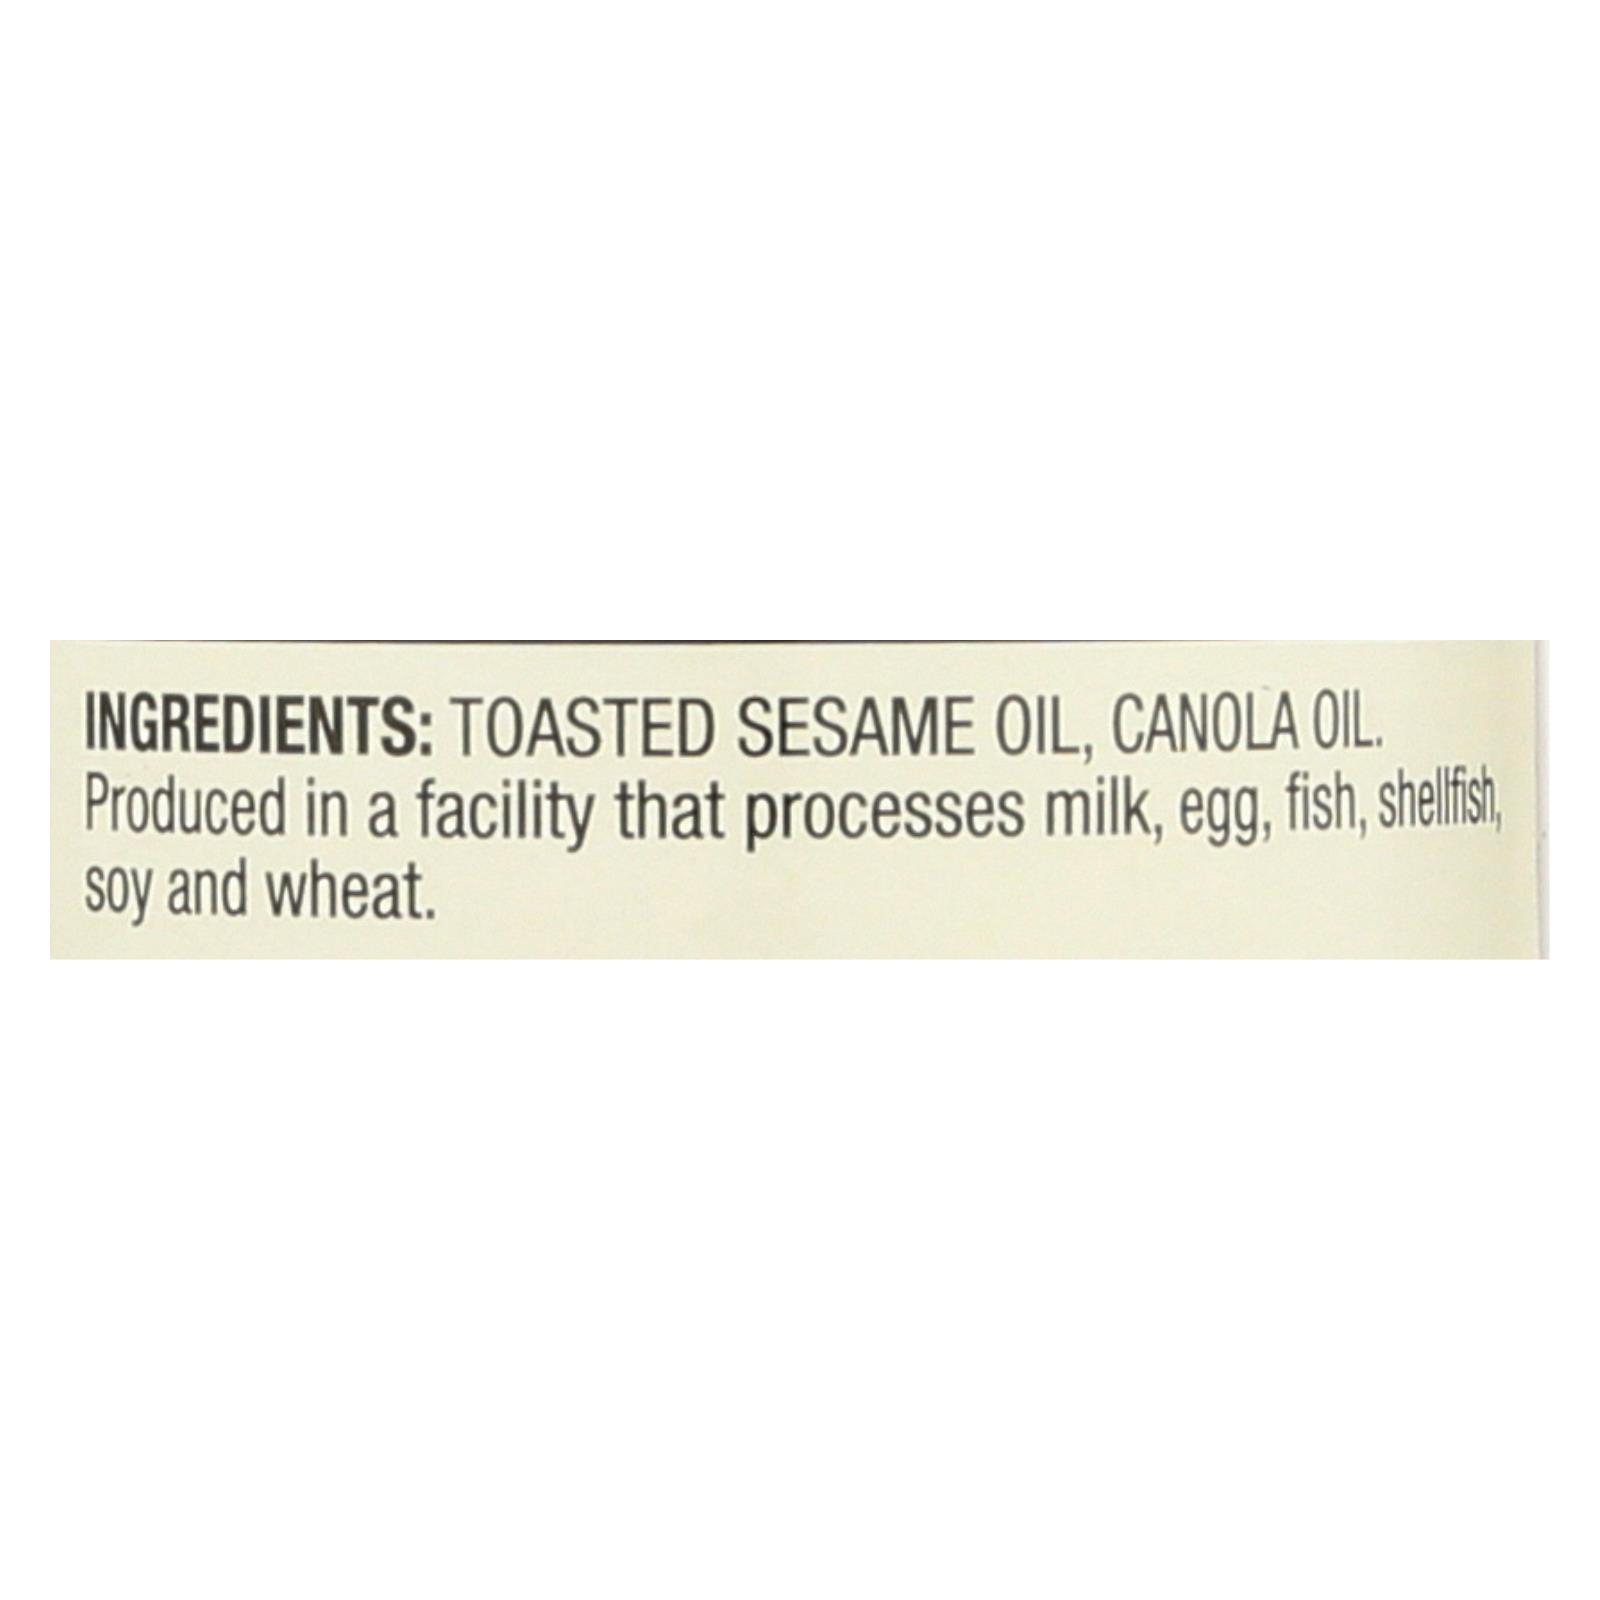 INGREDIENTS: TOASTED SESAME OIL, CANOLA OIL.
Produced in a facility that processes milk, egg, fish, shellfish,
soy and wheat.